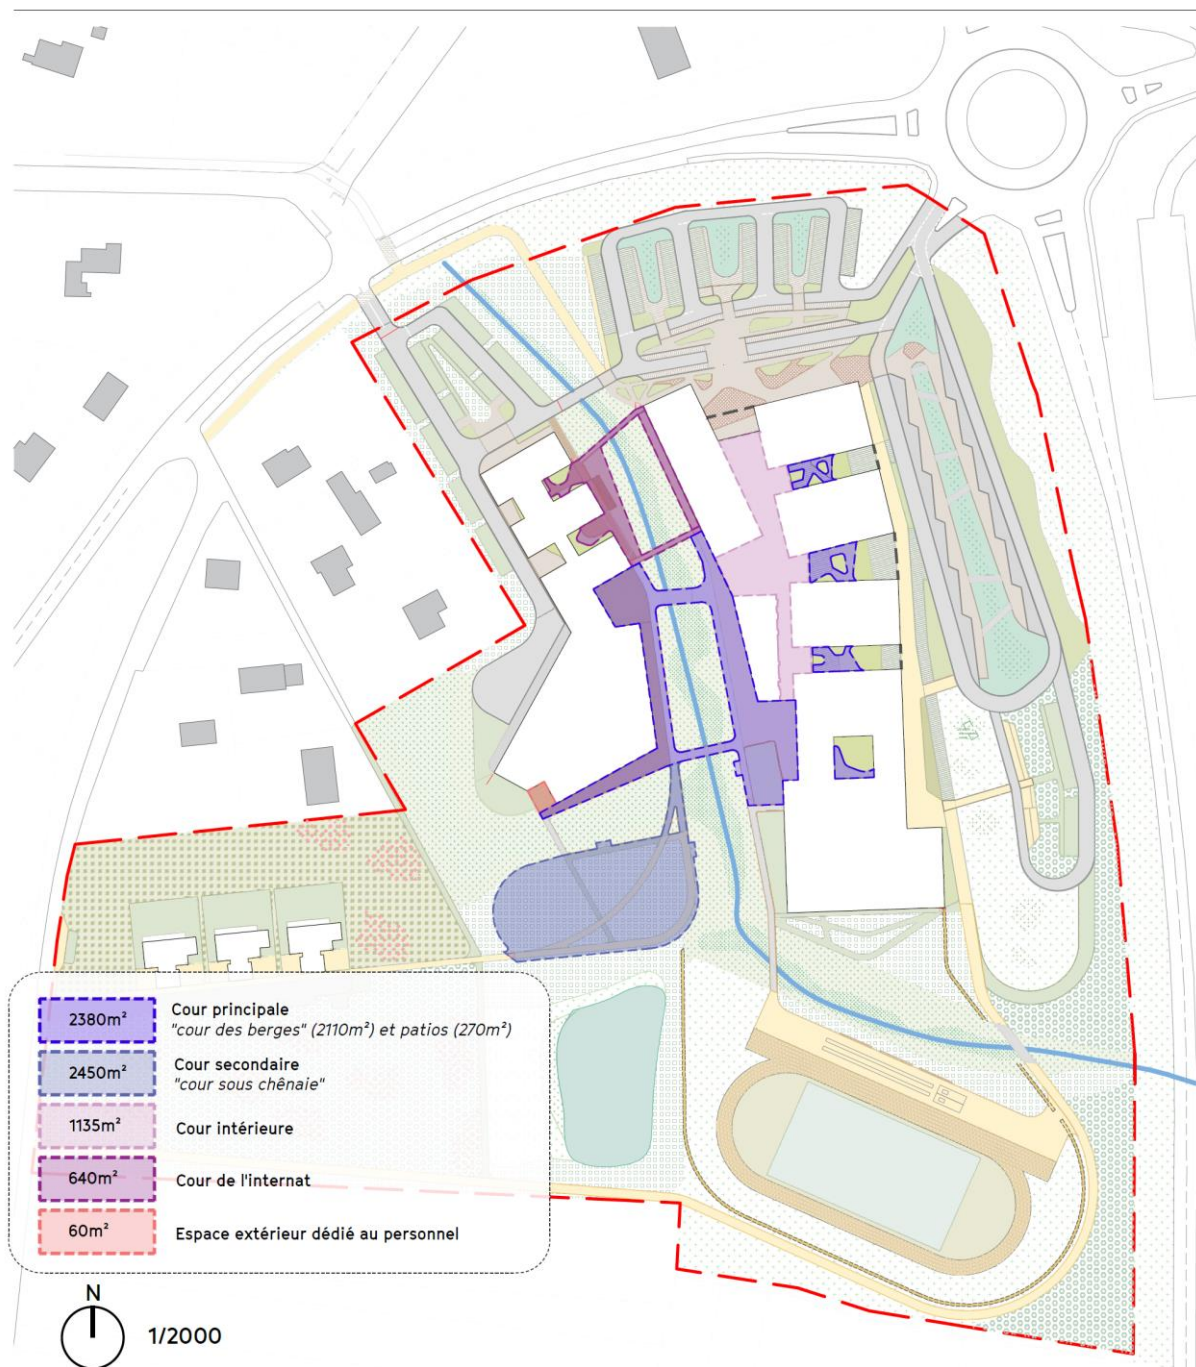 2380m²
Cour principale
"cour des berges" (2110m²) et patios (270m²)
2450m²
Cour secondaire
"cour sous chênaie"
1135m²
Cour intérieure
640m²
Cour de l'internat
60m²
Espace extérieur dédié au personnel
N
1/2000